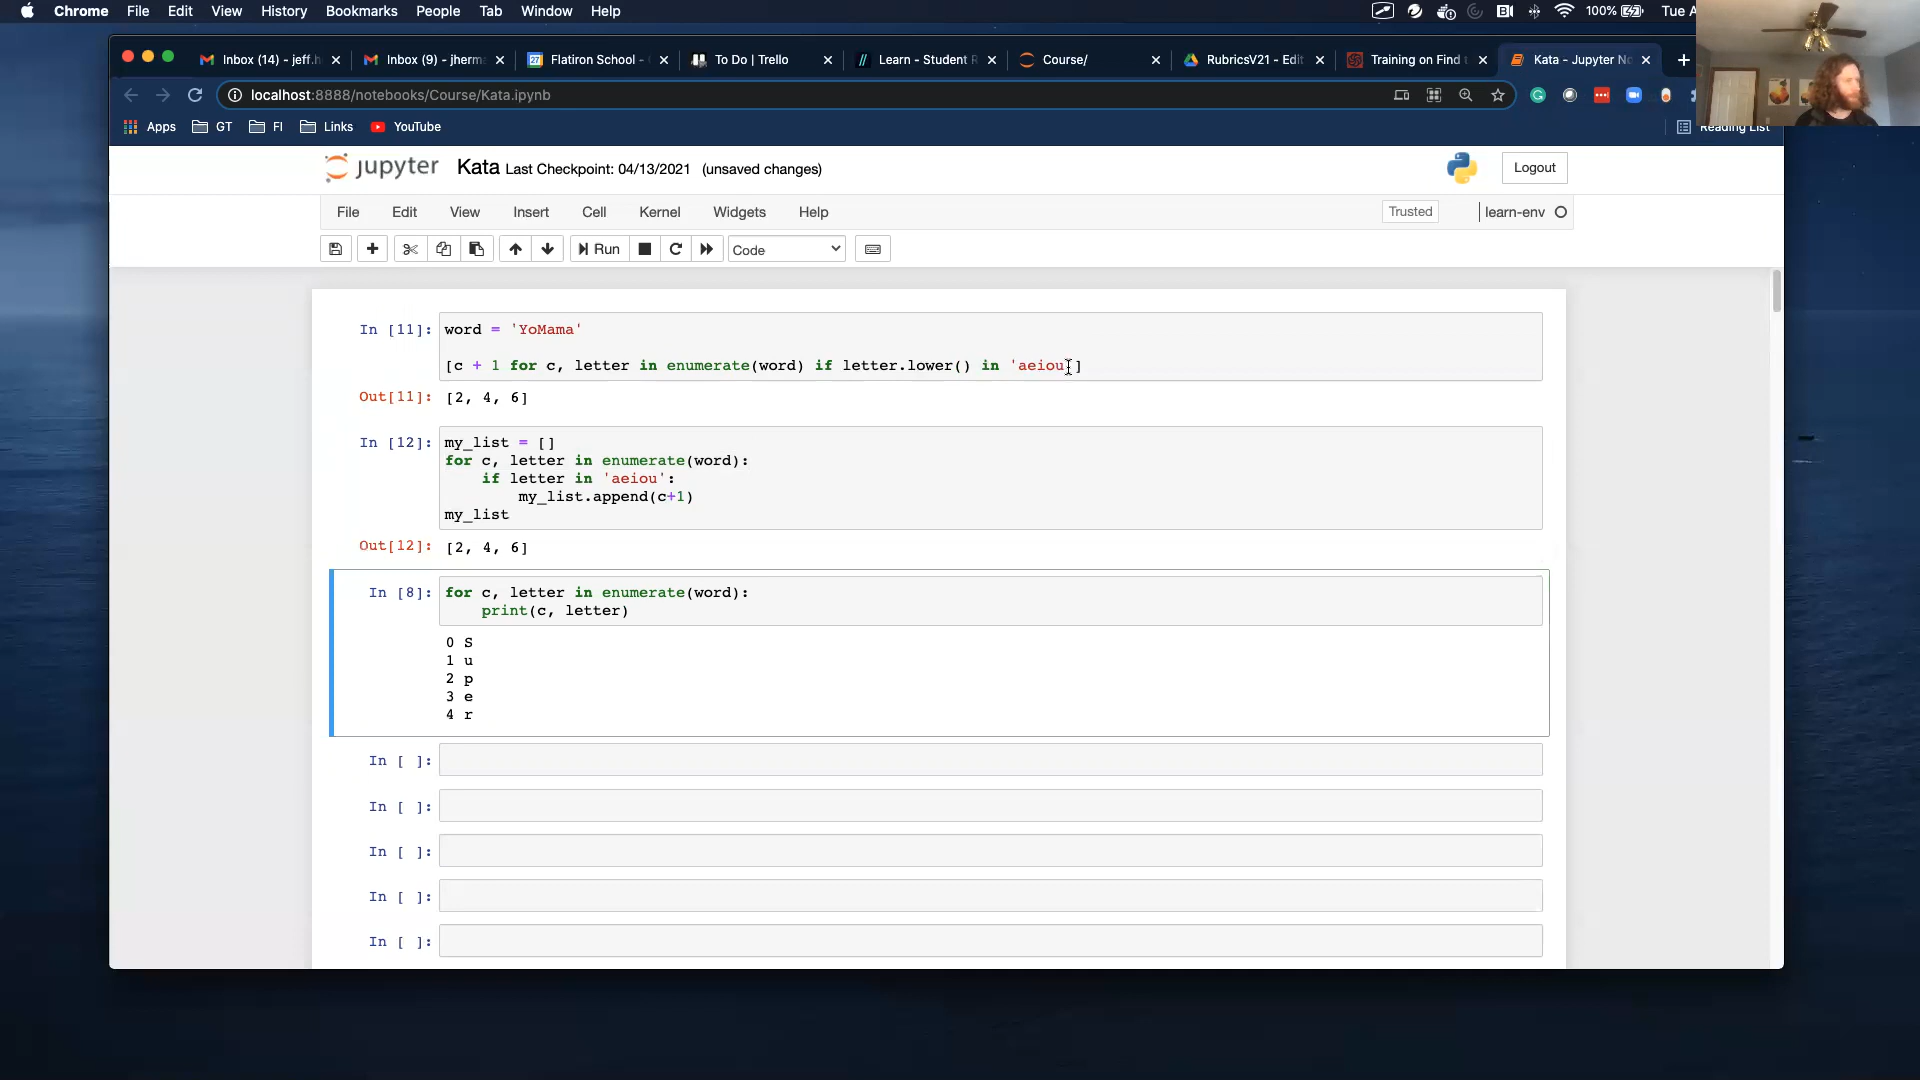 Chrome File Edit View History Bookmarks People Tab Window Help 100% Tue A
Inbox (14) - jeff.h Inbox (9) - jherma Flatiron School - To Do | Trello Learn - Student R Course/ RubricsV21 - Edit Training on Find t Kata - Jupyter No
localhost:8888/notebooks/Course/Kata.ipynb
Apps GT FI Links YouTube Reading List
jupyter Kata Last Checkpoint: 04/13/2021 (unsaved changes) Logout
File Edit View Insert Cell Kernel Widgets Help Trusted learn-env
Run Code
In [11]: word = 'YoMama'
[c + 1 for c, letter in enumerate(word) if letter.lower() in 'aeiou']
Out[11]: [2, 4, 6]
In [12]: my_list = []
for c, letter in enumerate(word):
if letter in 'aeiou':
my_list.append(c+1)
my_list
Out[12]: [2, 4, 6]
In [8]: for c, letter in enumerate(word):
print(c, letter)
0 S
1 u
2 p
3 e
4 r
In [ ]:
In [ ]:
In [ ]:
In [ ]:
In [ ]: